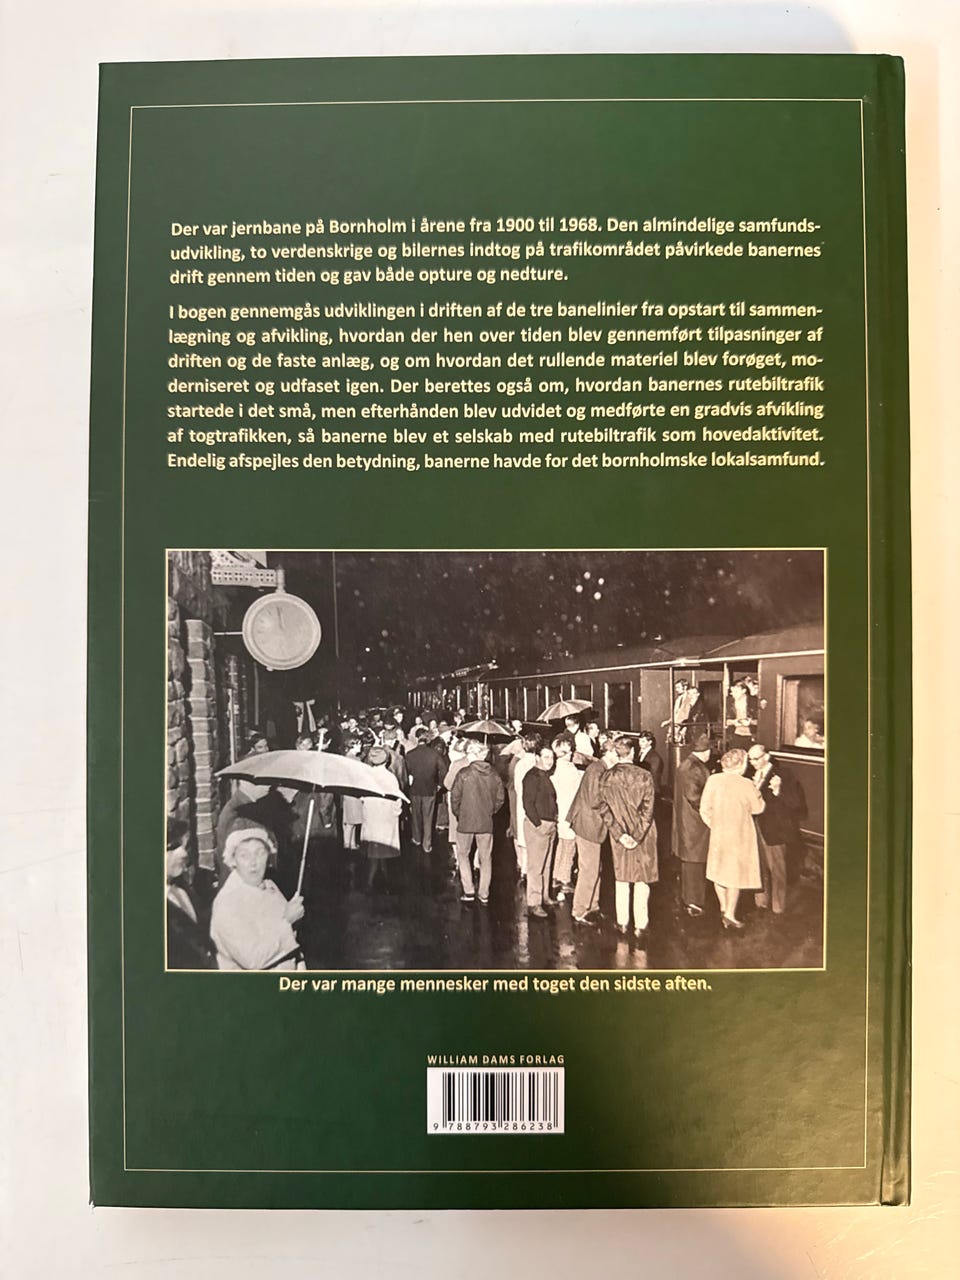 Der var jernbane på Bornholm i årene fra 1900 til 1968. Den almindelige samfunds-
udvikling, to verdenskrige og bilernes indtog på trafikområdet påvirkede banernes
drift gennem tiden og gav både opture og nedture.
I bogen gennemgås udviklingen i driften af de tre banelinier fra opstart til sammen-
lægning og afvikling, hvordan der hen over tiden blev gennemført tilpasninger af
driften og de faste anlæg, og om hvordan det rullende materiel blev forøget, mo-
derniseret og udfaset igen. Der berettes også om, hvordan banernes rutebiltrafik
startede i det små, men efterhånden blev udvidet og medførte en gradvis afvikling
af togtrafikken, så banerne blev et selskab med rutebiltrafik som hovedaktivitet.
Endelig afspejles den betydning, banerne havde for det bornholmske lokalsamfund.
Der var mange mennesker med toget den sidste aften.
WILLIAM DAMS FORLAG
9 788793 286238